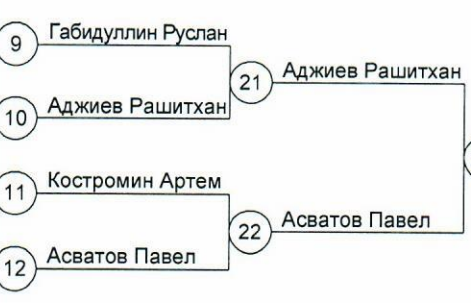 9 Габидуллин Руслан
21 Аджиев Рашитхан
10 Аджиев Рашитхан
11 Костромин Артем
22 Асватов Павел
12 Асватов Павел